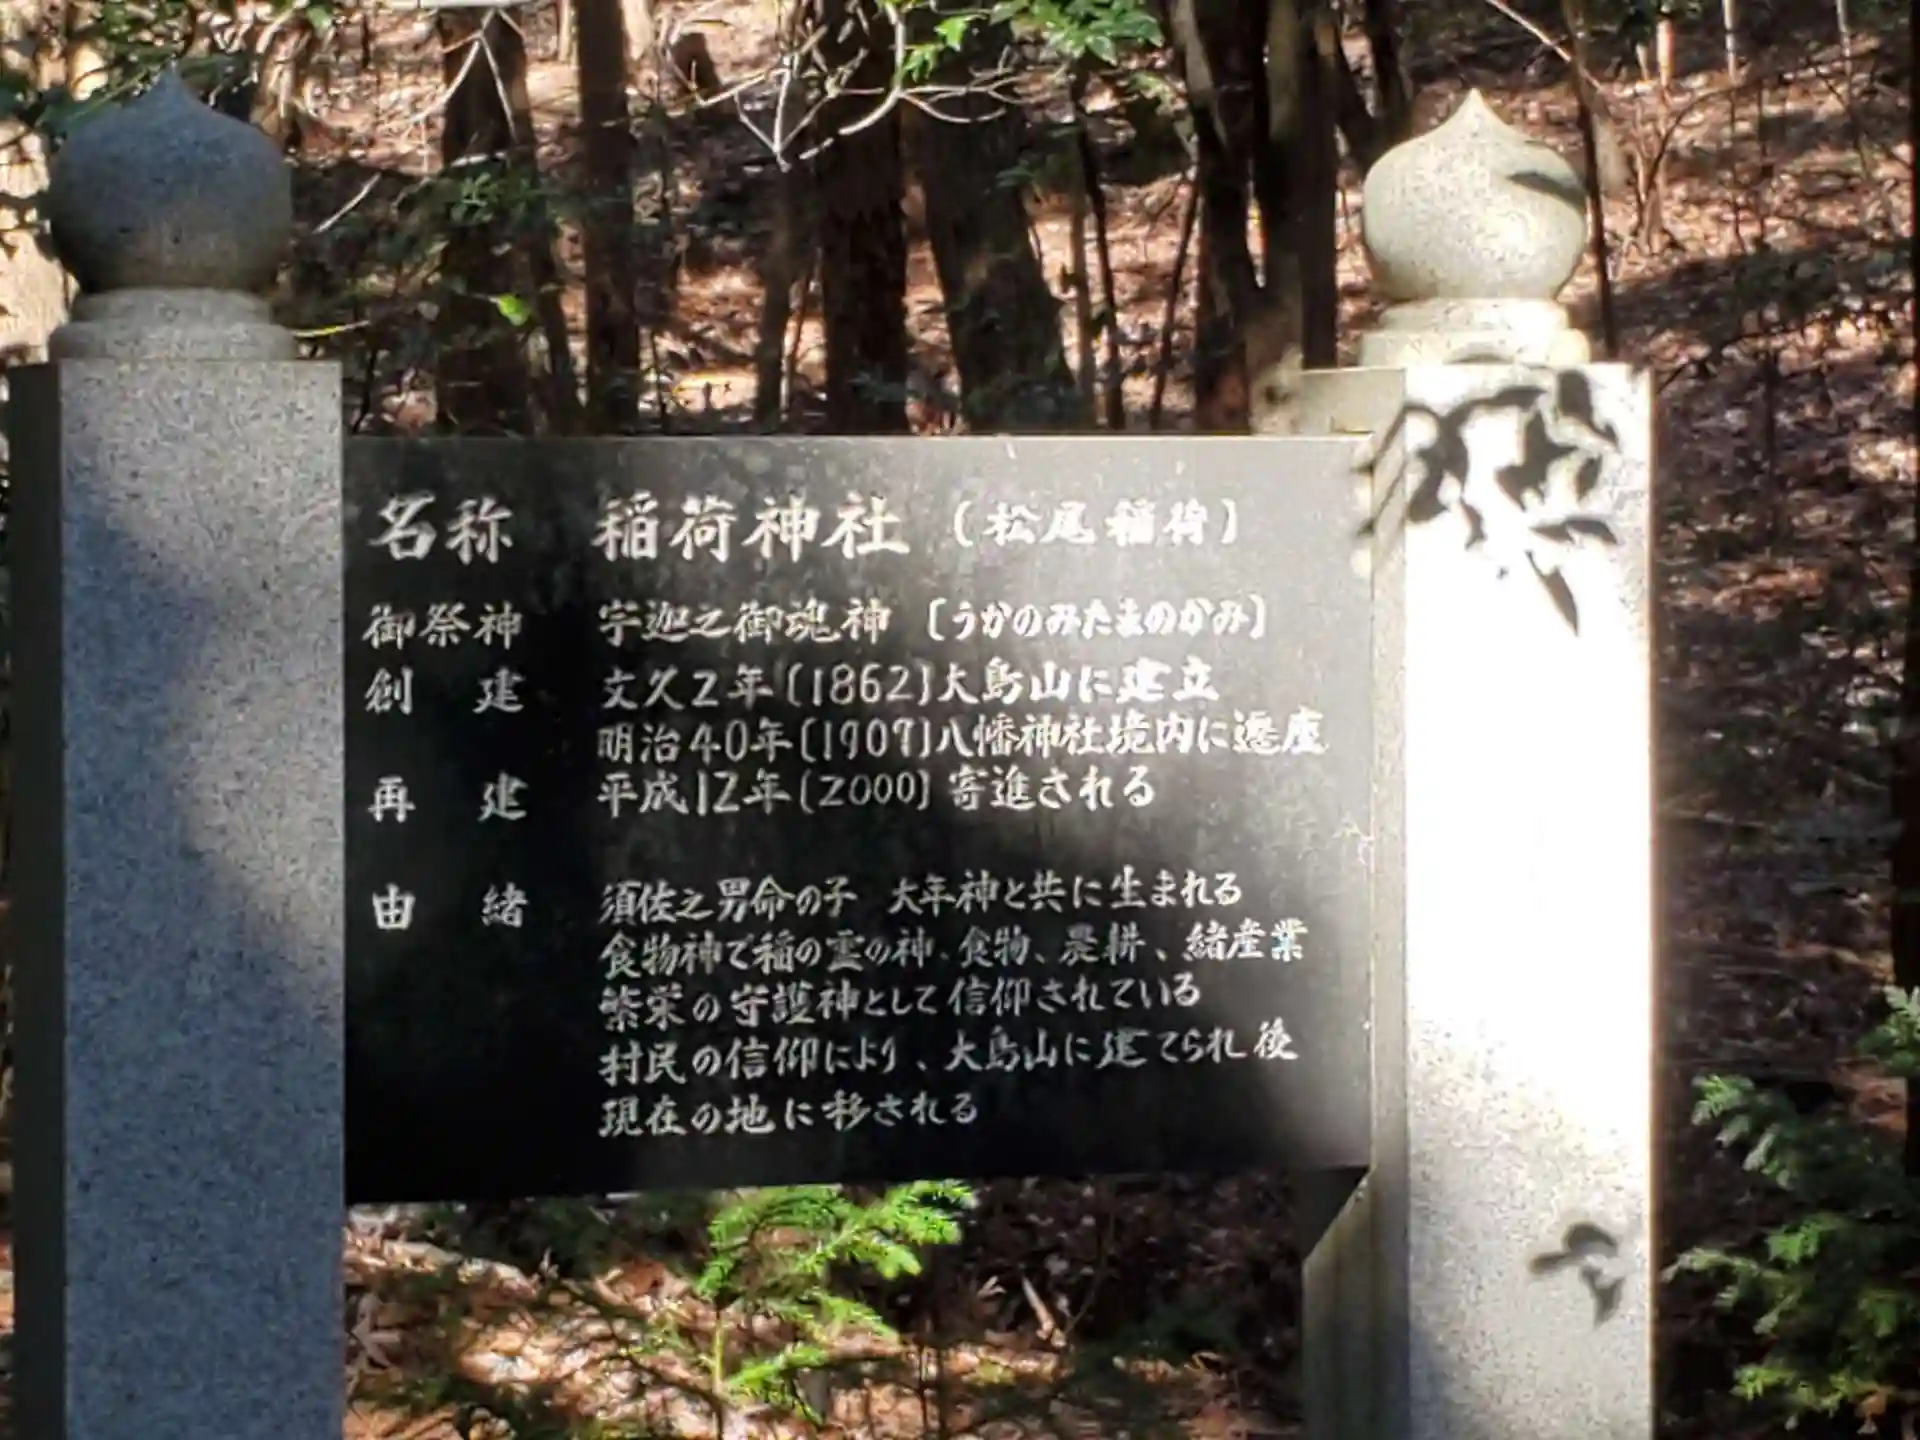 名称 稲荷神社 (松尾稲荷)
御祭神 宇迦之御魂神 〔うかのみたまのかみ〕
創建 文久2年(1862)大島山に建立
明治40年(1907)八幡神社境内に遷座
再建 平成12年(2000)寄進される
由緒 須佐之男命の子 大年神と共に生まれる
食物神で稲の霊の神、食物、農耕、緒産業
繁栄の守護神として信仰されている
村民の信仰により、大島山に建てられ後
現在の地に移される